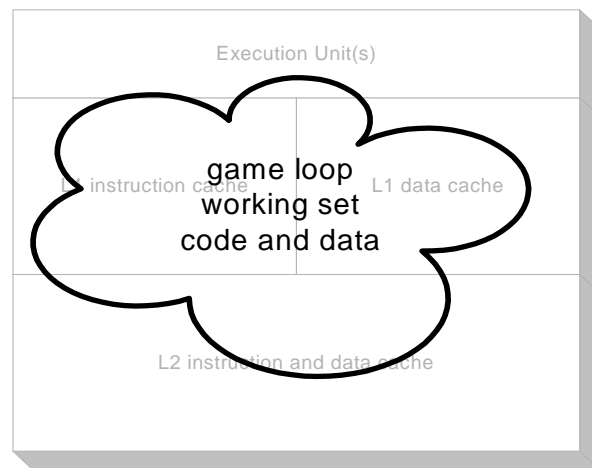 Execution Unit(s)
L1 instruction cache
L1 data cache
game loop
working set
code and data
L2 instruction and data cache